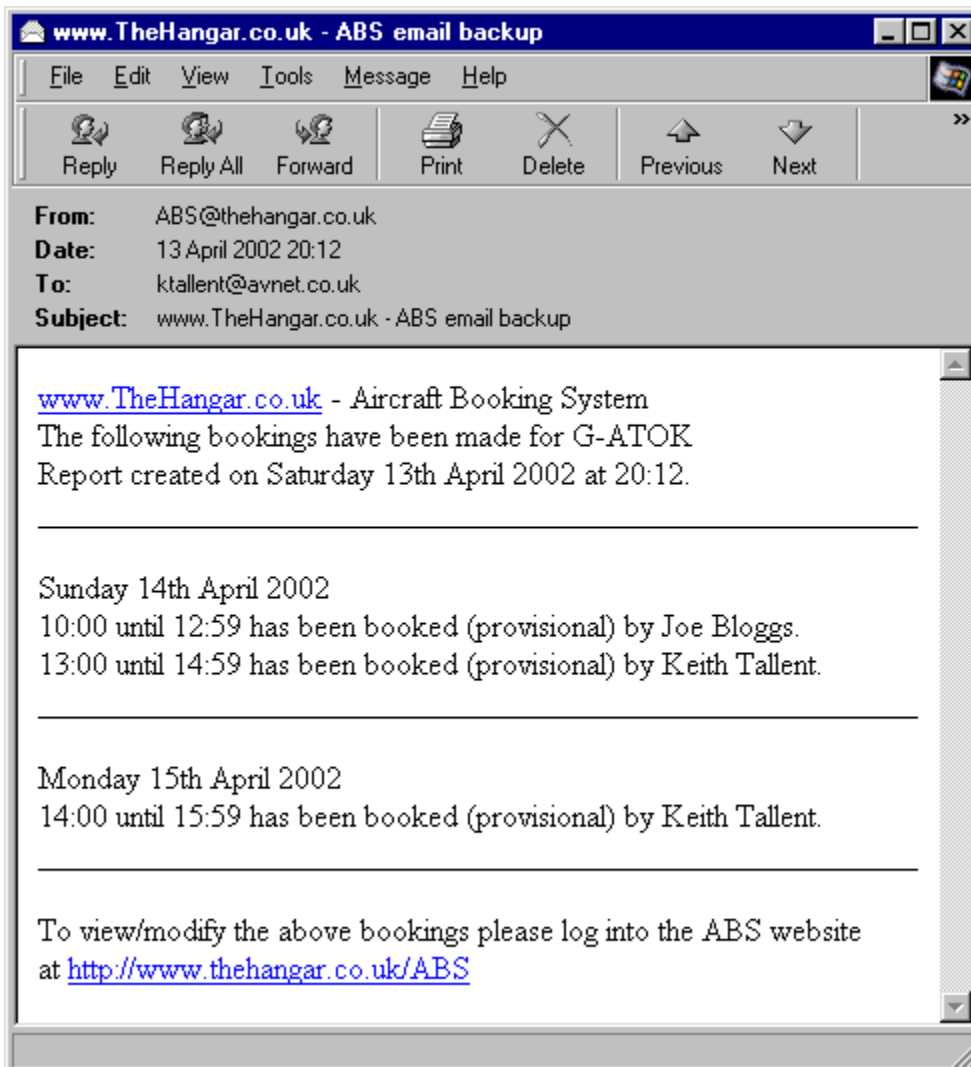 www.TheHangar.co.uk - ABS email backup
File Edit View Tools Message Help
Reply Reply All Forward Print Delete Previous Next »
From: ABS@thehangar.co.uk
Date: 13 April 2002 20:12
To: ktallent@avnet.co.uk
Subject: www.TheHangar.co.uk - ABS email backup
www.TheHangar.co.uk - Aircraft Booking System
The following bookings have been made for G-ATOK
Report created on Saturday 13th April 2002 at 20:12.
Sunday 14th April 2002
10:00 until 12:59 has been booked (provisional) by Joe Bloggs.
13:00 until 14:59 has been booked (provisional) by Keith Tallent.
Monday 15th April 2002
14:00 until 15:59 has been booked (provisional) by Keith Tallent.
To view/modify the above bookings please log into the ABS website
at http://www.thehangar.co.uk/ABS